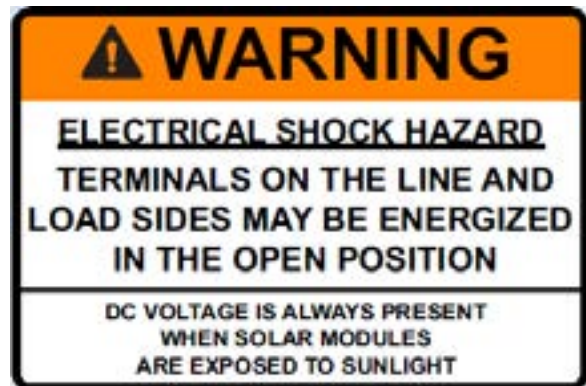 WARNING
ELECTRICAL SHOCK HAZARD
TERMINALS ON THE LINE AND
LOAD SIDES MAY BE ENERGIZED
IN THE OPEN POSITION
DC VOLTAGE IS ALWAYS PRESENT
WHEN SOLAR MODULES
ARE EXPOSED TO SUNLIGHT